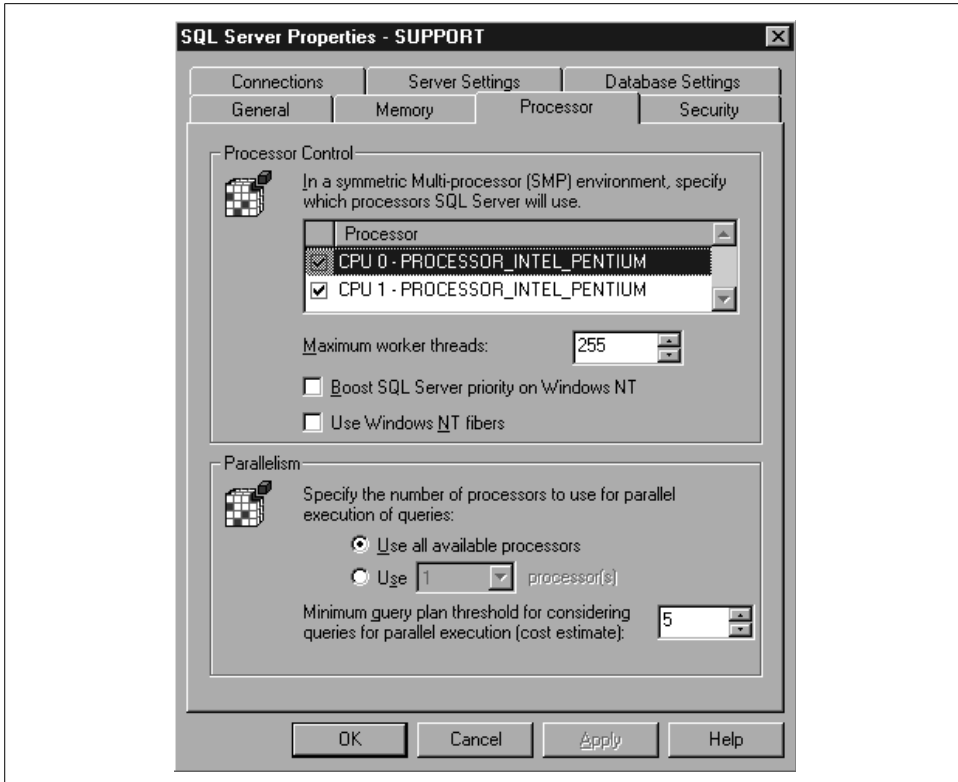 SQL Server Properties - SUPPORT
Connections Server Settings Database Settings
General Memory Processor Security
Processor Control
In a symmetric Multi-processor (SMP) environment, specify
which processors SQL Server will use.
Processor
CPU 0 - PROCESSOR_INTEL_PENTIUM
CPU 1 - PROCESSOR_INTEL_PENTIUM
Maximum worker threads: 255
Boost SQL Server priority on Windows NT
Use Windows NT fibers
Parallelism
Specify the number of processors to use for parallel
execution of queries:
Use all available processors
Use 1 processor(s)
Minimum query plan threshold for considering
queries for parallel execution (cost estimate): 5
OK Cancel Apply Help